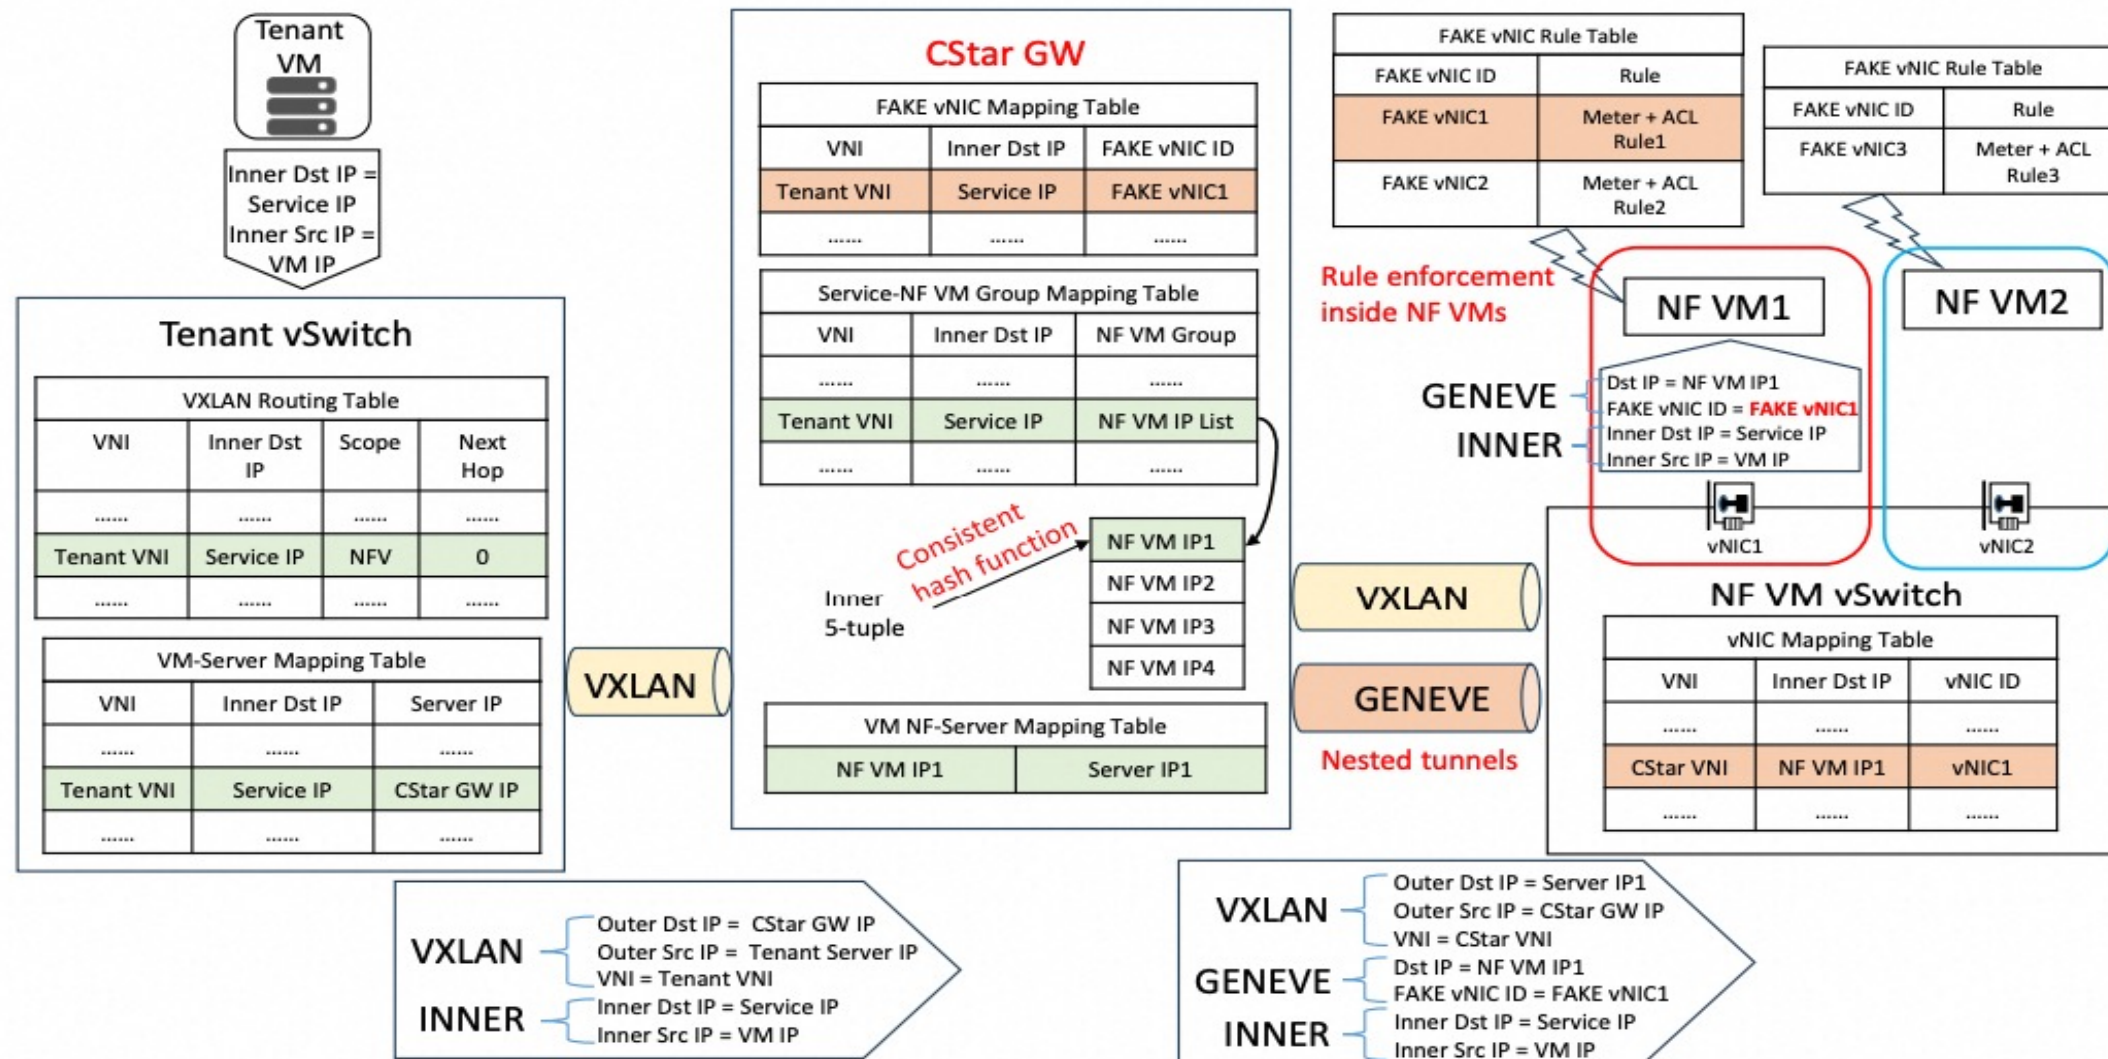 Tenant
VM
Inner Dst IP =
Service IP
Inner Src IP =
VM IP
Tenant vSwitch
VXLAN Routing Table
VNI Inner Dst IP Scope Next Hop
...... ...... ...... ......
Tenant VNI Service IP NFV 0
...... ...... ...... ......
VM-Server Mapping Table
VNI Inner Dst IP Server IP
...... ...... ......
Tenant VNI Service IP CStar GW IP
...... ...... ......
VXLAN
CStar GW
FAKE vNIC Mapping Table
VNI Inner Dst IP FAKE vNIC ID
Tenant VNI Service IP FAKE vNIC1
...... ...... ......
Service-NF VM Group Mapping Table
VNI Inner Dst IP NF VM Group
...... ...... ......
Tenant VNI Service IP NF VM IP List
...... ...... ......
Consistent
hash function
Inner
5-tuple
NF VM IP1
NF VM IP2
NF VM IP3
NF VM IP4
VM NF-Server Mapping Table
NF VM IP1 Server IP1
VXLAN
GENEVE
Nested tunnels
FAKE vNIC Rule Table
FAKE vNIC ID Rule
FAKE vNIC1 Meter + ACL
Rule1
FAKE vNIC2 Meter + ACL
Rule2
FAKE vNIC Rule Table
FAKE vNIC ID Rule
FAKE vNIC3 Meter + ACL
Rule3
Rule enforcement
inside NF VMs
NF VM1
NF VM2
GENEVE
Dst IP = NF VM IP1
FAKE vNIC ID = FAKE vNIC1
INNER
Inner Dst IP = Service IP
Inner Src IP = VM IP
vNIC1
vNIC2
NF VM vSwitch
vNIC Mapping Table
VNI Inner Dst IP vNIC ID
...... ...... ......
CStar VNI NF VM IP1 vNIC1
...... ...... ......
VXLAN
Outer Dst IP = CStar GW IP
Outer Src IP = Tenant Server IP
VNI = Tenant VNI
INNER
Inner Dst IP = Service IP
Inner Src IP = VM IP
VXLAN
Outer Dst IP = Server IP1
Outer Src IP = CStar GW IP
VNI = CStar VNI
GENEVE
Dst IP = NF VM IP1
FAKE vNIC ID = FAKE vNIC1
INNER
Inner Dst IP = Service IP
Inner Src IP = VM IP